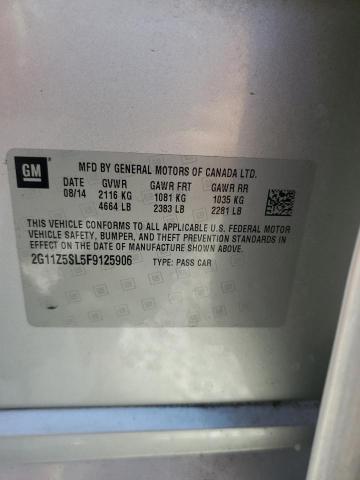 GM
MFD BY GENERAL MOTORS OF CANADA LTD.
DATE GVWR GAWR FRT GAWR RR
08/14 2116 KG 1081 KG 1035 KG
4664 LB 2383 LB 2281 LB
THIS VEHICLE CONFORMS TO ALL APPLICABLE U.S. FEDERAL MOTOR
VEHICLE SAFETY, BUMPER, AND THEFT PREVENTION STANDARDS IN
EFFECT ON THE DATE OF MANUFACTURE SHOWN ABOVE.
2G11Z5SL5F9125906 TYPE: PASS CAR